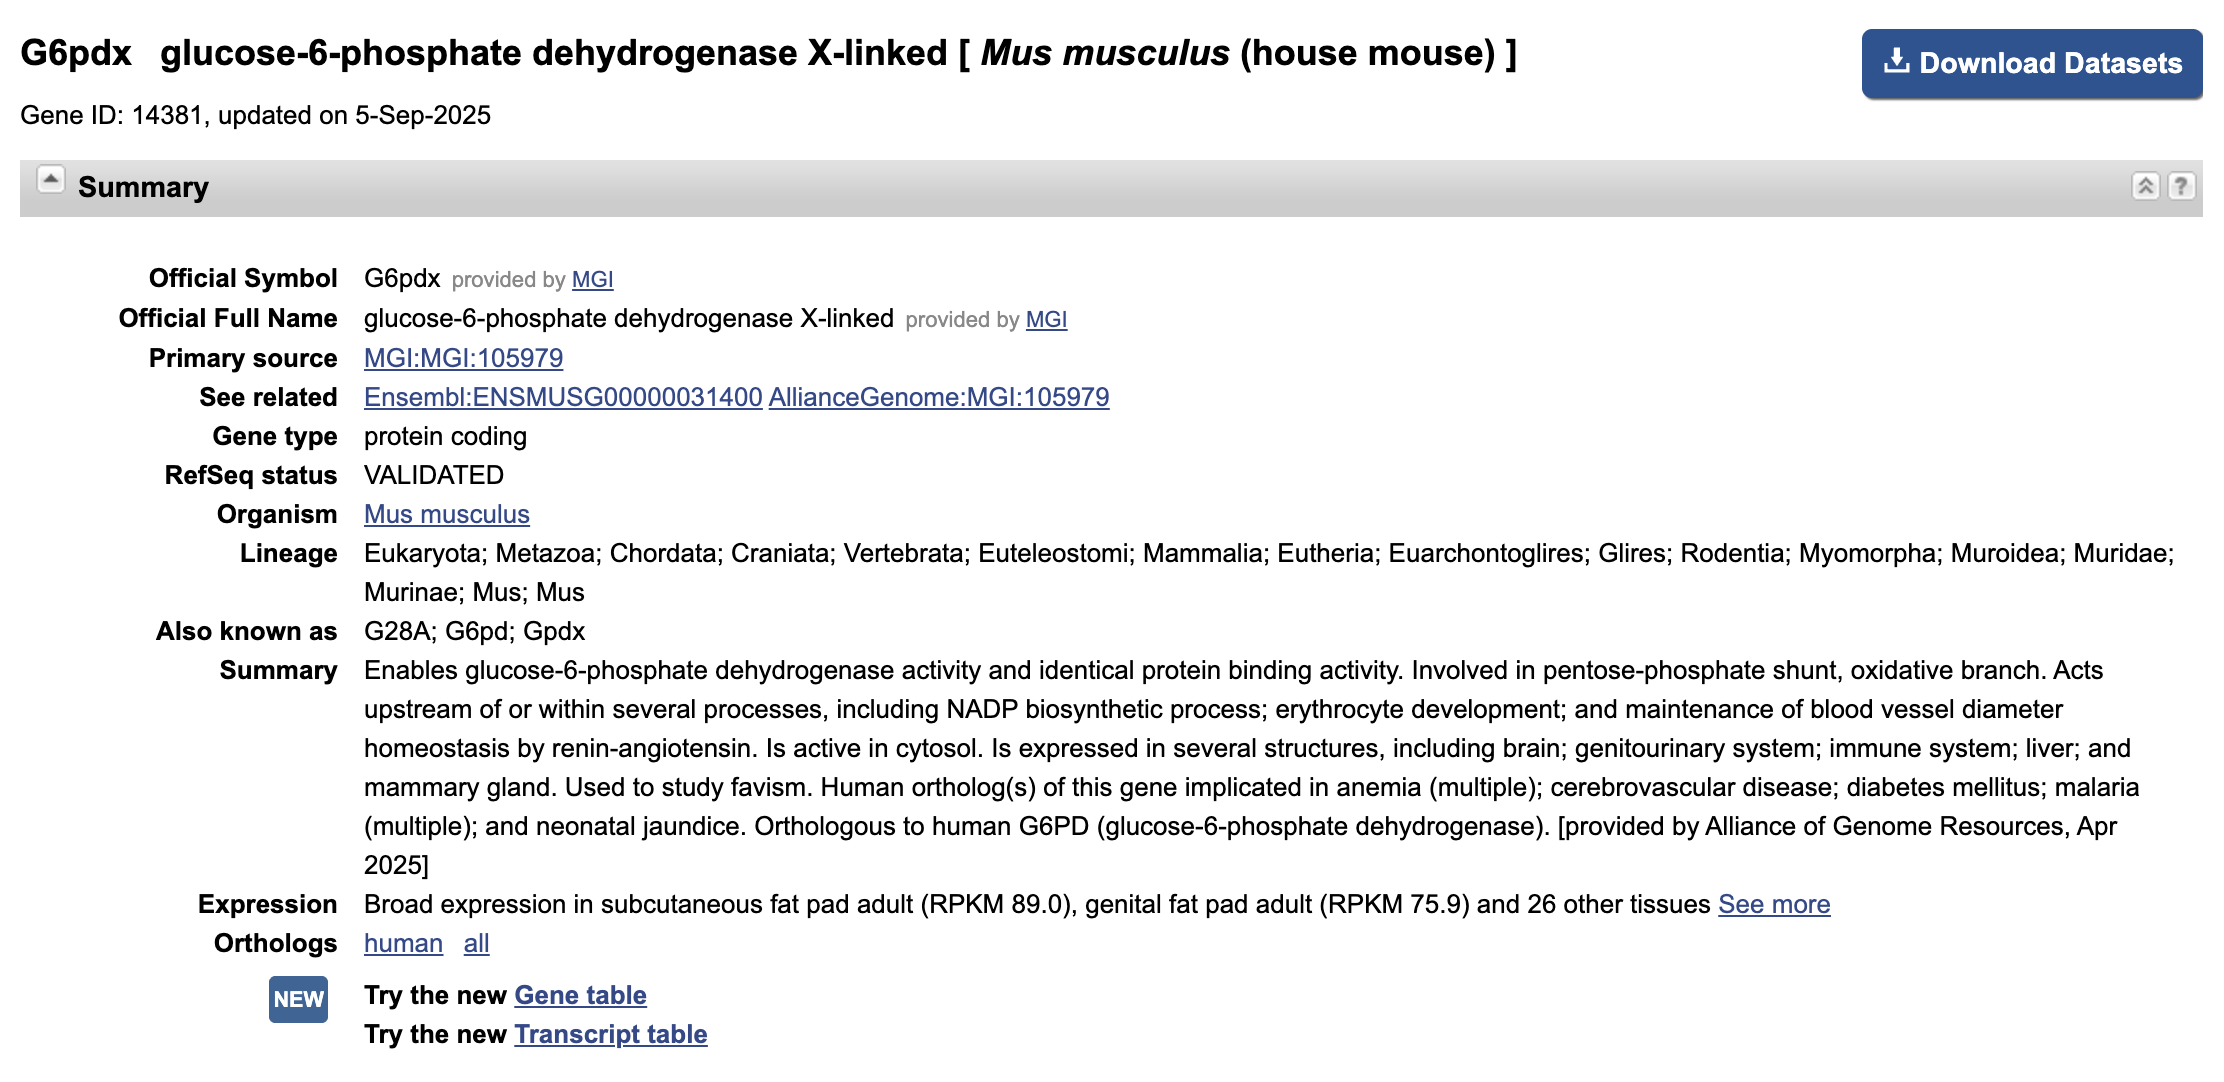 G6pdx glucose-6-phosphate dehydrogenase X-linked [ Mus musculus (house mouse) ]
Download Datasets
Gene ID: 14381, updated on 5-Sep-2025
Summary
?
Official Symbol G6pdx provided by MGI
Official Full Name glucose-6-phosphate dehydrogenase X-linked provided by MGI
Primary source MGI:MGI:105979
See related Ensembl:ENSMUSG00000031400 AllianceGenome:MGI:105979
Gene type protein coding
RefSeq status VALIDATED
Organism Mus musculus
Lineage Eukaryota; Metazoa; Chordata; Craniata; Vertebrata; Euteleostomi; Mammalia; Eutheria; Euarchontoglires; Glires; Rodentia; Myomorpha; Muroidea; Muridae;
Murinae; Mus; Mus
Also known as G28A; G6pd; Gpdx
Summary Enables glucose-6-phosphate dehydrogenase activity and identical protein binding activity. Involved in pentose-phosphate shunt, oxidative branch. Acts
upstream of or within several processes, including NADP biosynthetic process; erythrocyte development; and maintenance of blood vessel diameter
homeostasis by renin-angiotensin. Is active in cytosol. Is expressed in several structures, including brain; genitourinary system; immune system; liver; and
mammary gland. Used to study favism. Human ortholog(s) of this gene implicated in anemia (multiple); cerebrovascular disease; diabetes mellitus; malaria
(multiple); and neonatal jaundice. Orthologous to human G6PD (glucose-6-phosphate dehydrogenase). [provided by Alliance of Genome Resources, Apr
2025]
Expression Broad expression in subcutaneous fat pad adult (RPKM 89.0), genital fat pad adult (RPKM 75.9) and 26 other tissues See more
Orthologs human all
NEW Try the new Gene table
Try the new Transcript table